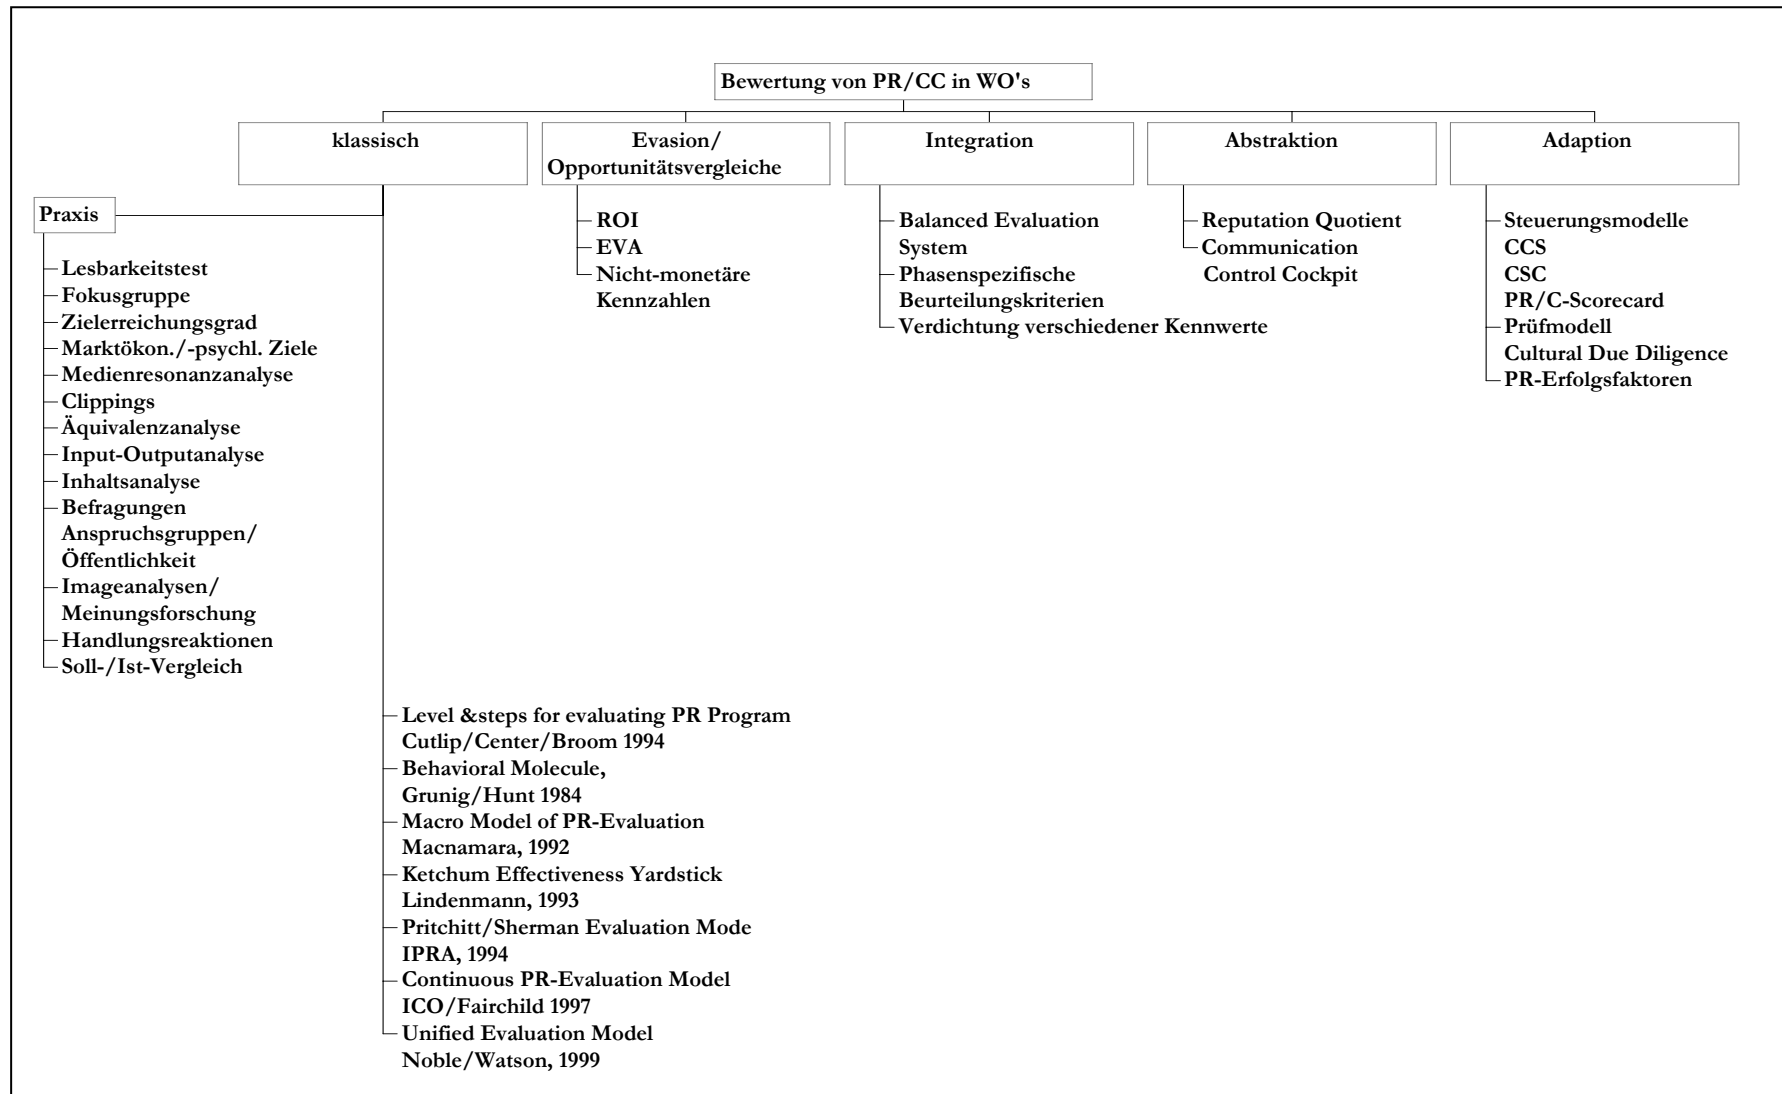 Bewertung von PR/CC in WO's
klassisch
Evasion/
Opportunitätsvergleiche
Integration
Abstraktion
Adaption
Praxis
Lesbarkeitstest
Fokusgruppe
Zielerreichungsgrad
Marktökon./-psychl. Ziele
Medienresonanzanalyse
Clippings
Äquivalenzanalyse
Input-Outputanalyse
Inhaltsanalyse
Befragungen
Anspruchsgruppen/
Öffentlichkeit
Imageanalysen/
Meinungsforschung
Handlungsreaktionen
Soll-/Ist-Vergleich
Level &steps for evaluating PR Program
Cutlip/Center/Broom 1994
Behavioral Molecule,
Grunig/Hunt 1984
Macro Model of PR-Evaluation
Macnamara, 1992
Ketchum Effectiveness Yardstick
Lindenmann, 1993
Pritchitt/Sherman Evaluation Mode
IPRA, 1994
Continuous PR-Evaluation Model
ICO/Fairchild 1997
Unified Evaluation Model
Noble/Watson, 1999
ROI
EVA
Nicht-monetäre
Kennzahlen
Balanced Evaluation
System
Phasenspezifische
Beurteilungskriterien
Verdichtung verschiedener Kennwerte
Reputation Quotient
Communication
Control Cockpit
Steuerungsmodelle
CCS
CSC
PR/C-Scorecard
Prüfmodell
Cultural Due Diligence
PR-Erfolgsfaktoren